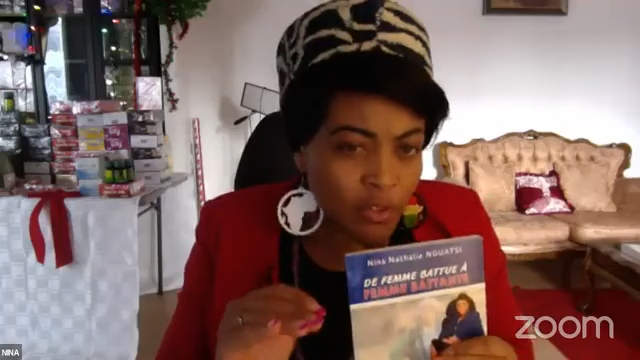 Nina Nathalie NGUATSI
DE FEMME BATTUE À
FEMME BATTANTE
zoom
NINA